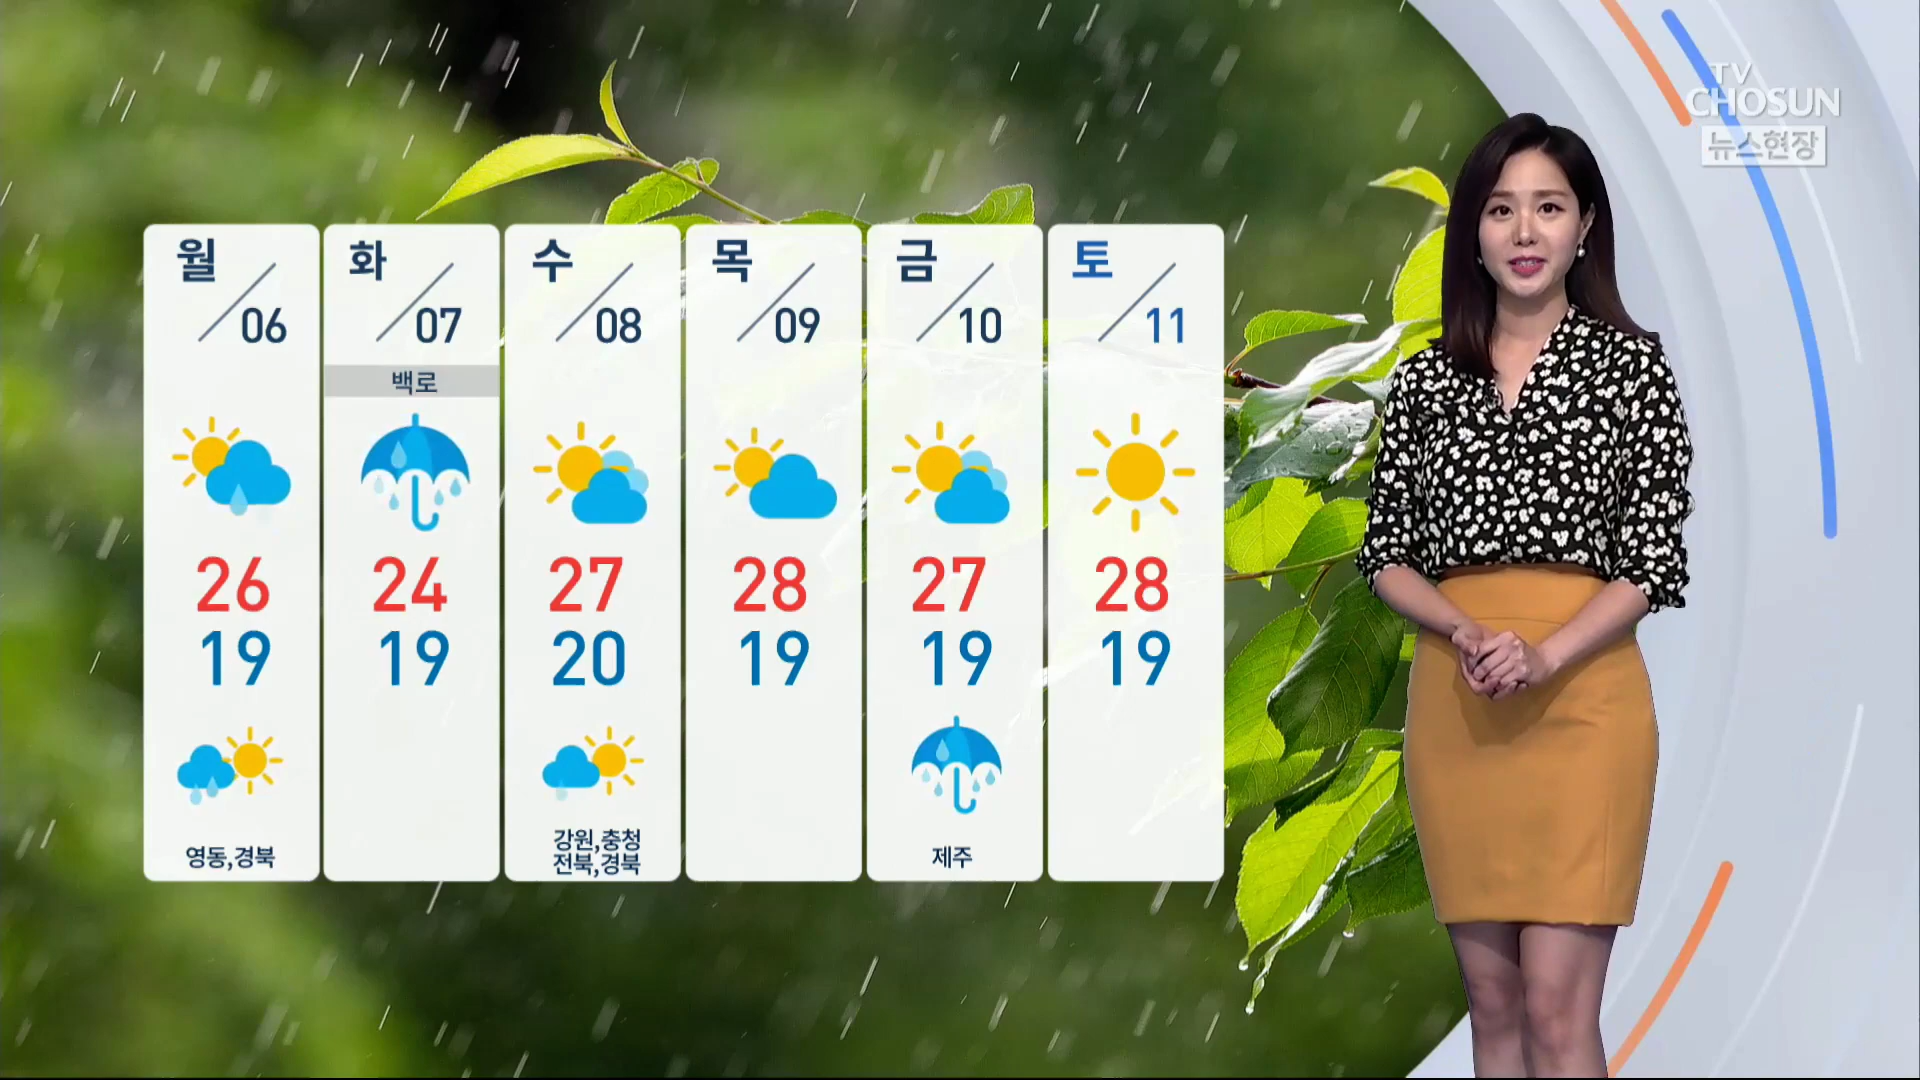 TV
CHOSUN
뉴스현장
월 06
화 07
수 08
목 09
금 10
토 11
백로
26 24 27 28 27 28
19 19 20 19 19 19
영동,경북
강원,충청
전북,경북
제주